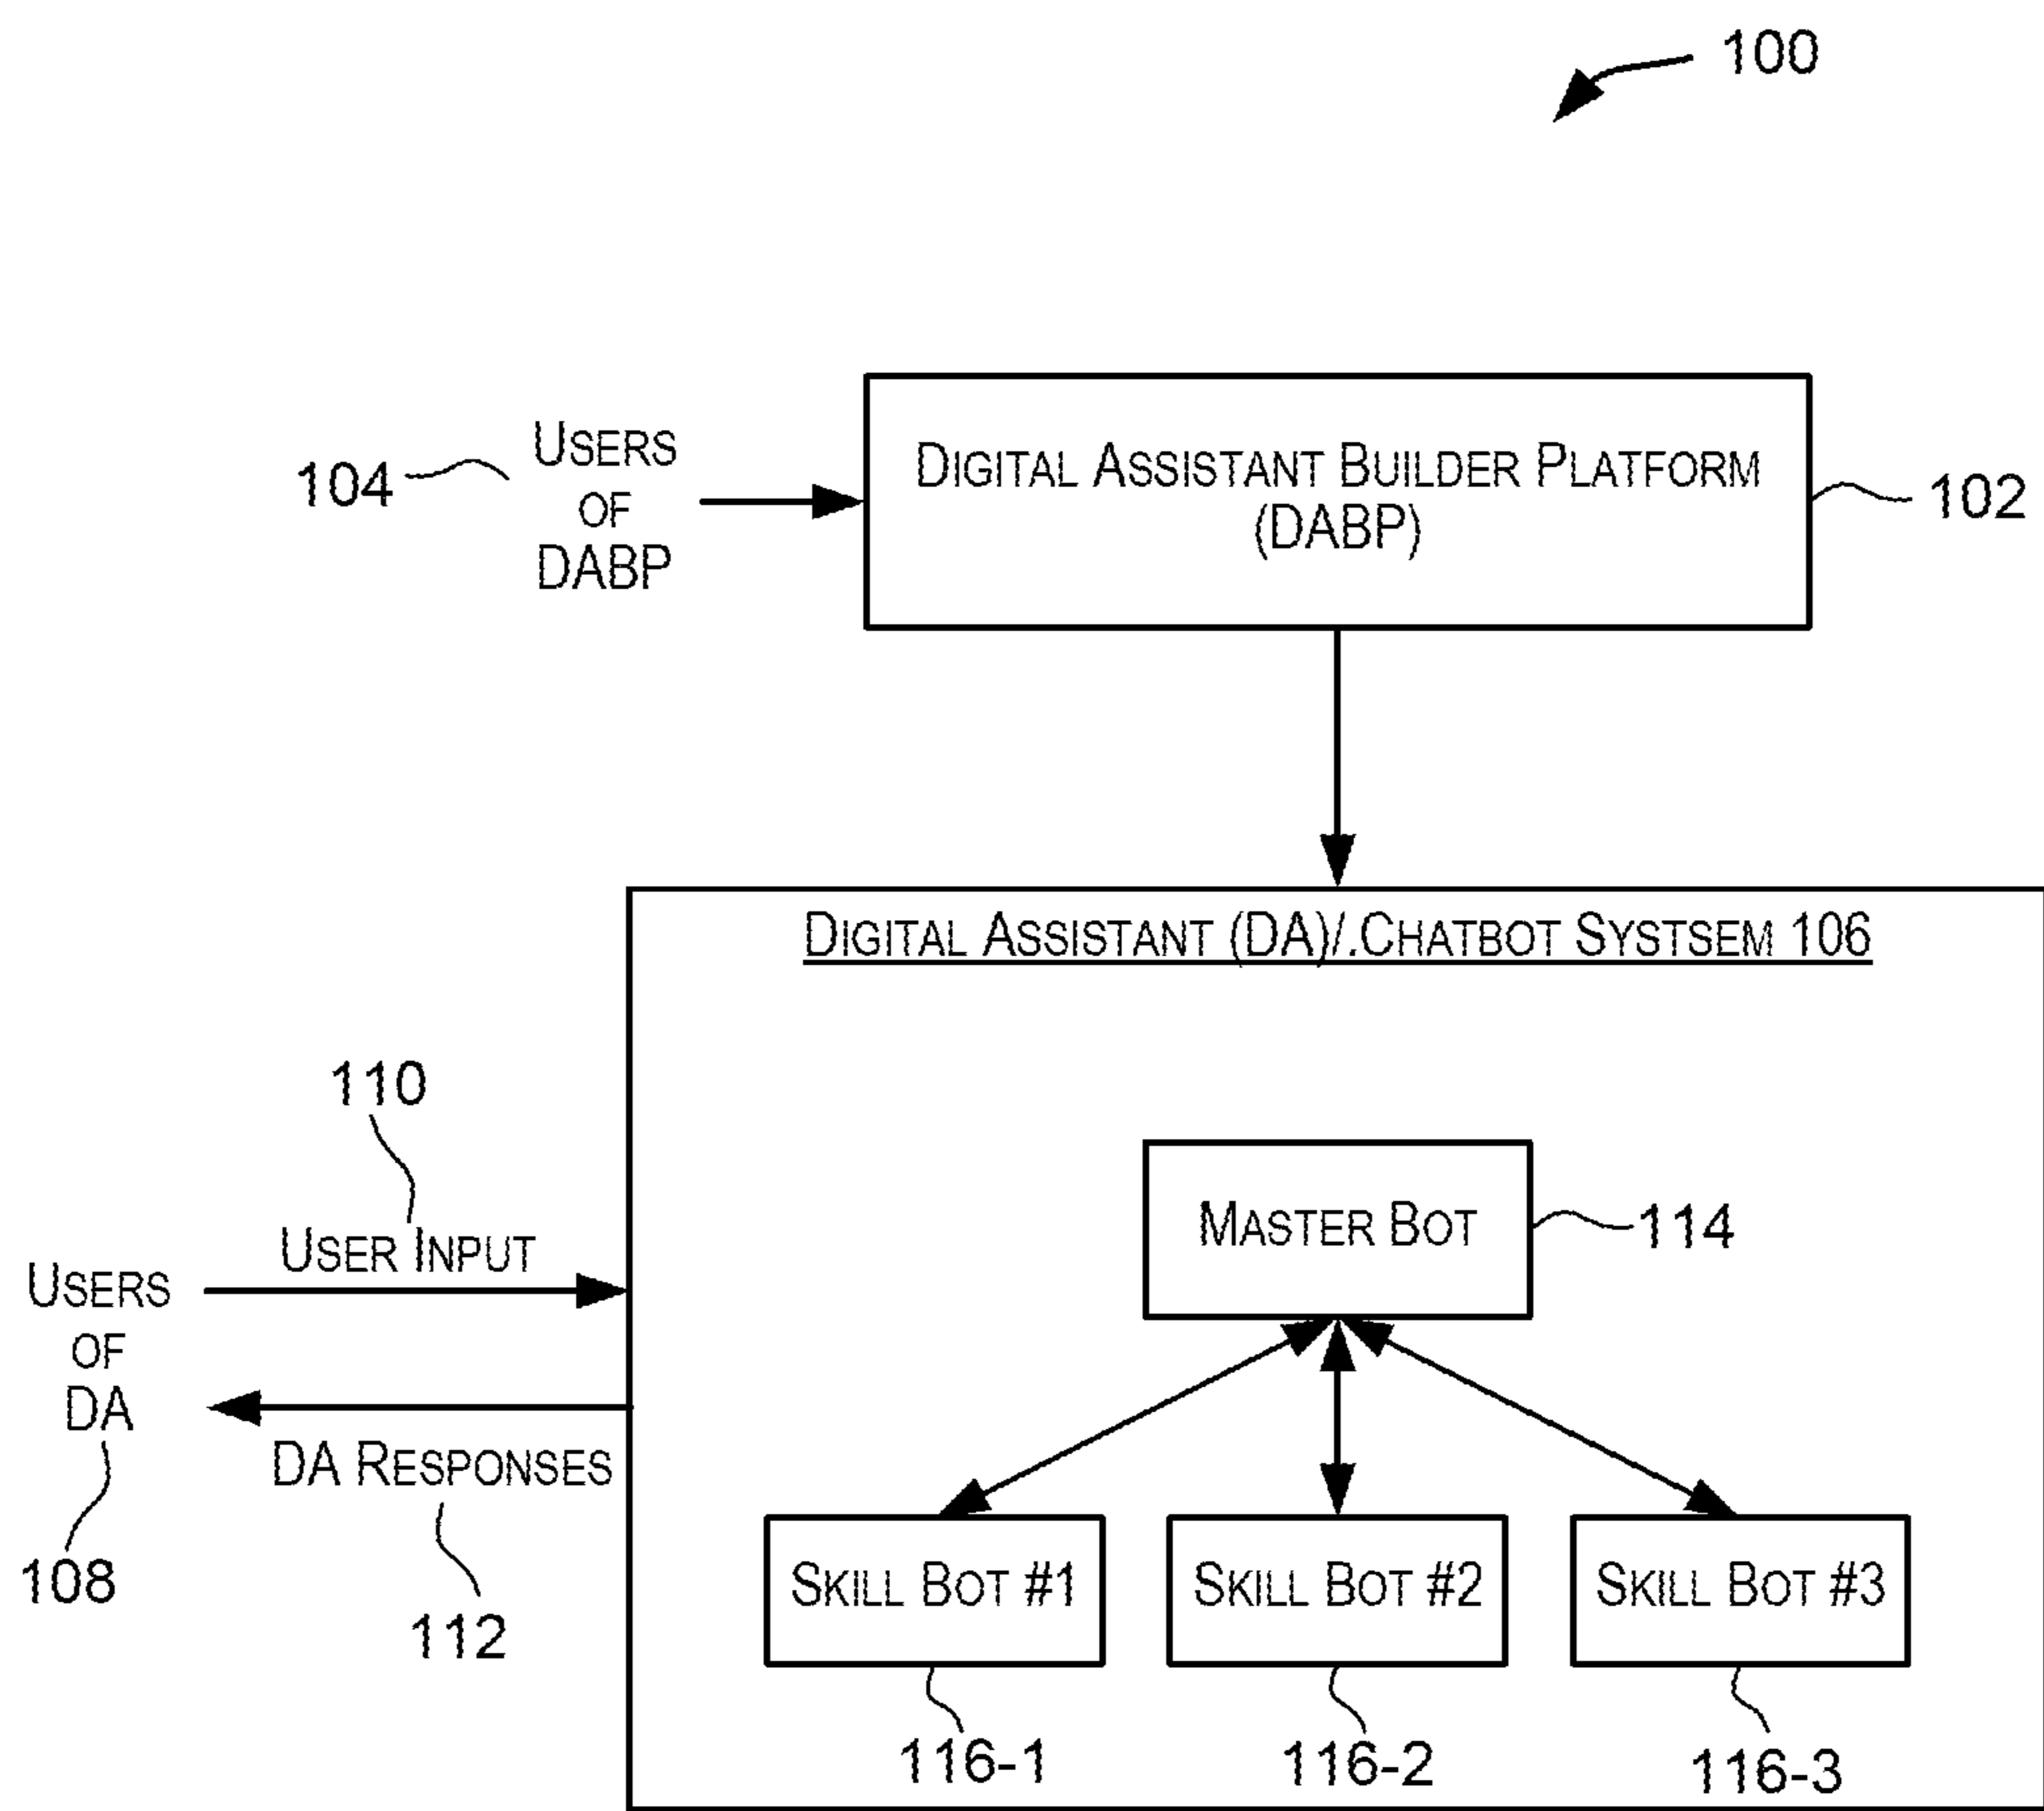 100
USERS
OF
DABP
104
DIGITAL ASSISTANT BUILDER PLATFORM
(DABP)
102
DIGITAL ASSISTANT (DA)/.CHATBOT SYSTSEM 106
110
USER INPUT
USERS
OF
DA
108
DA RESPONSES
112
MASTER BOT
114
SKILL BOT #1
SKILL BOT #2
SKILL BOT #3
116-1
116-2
116-3